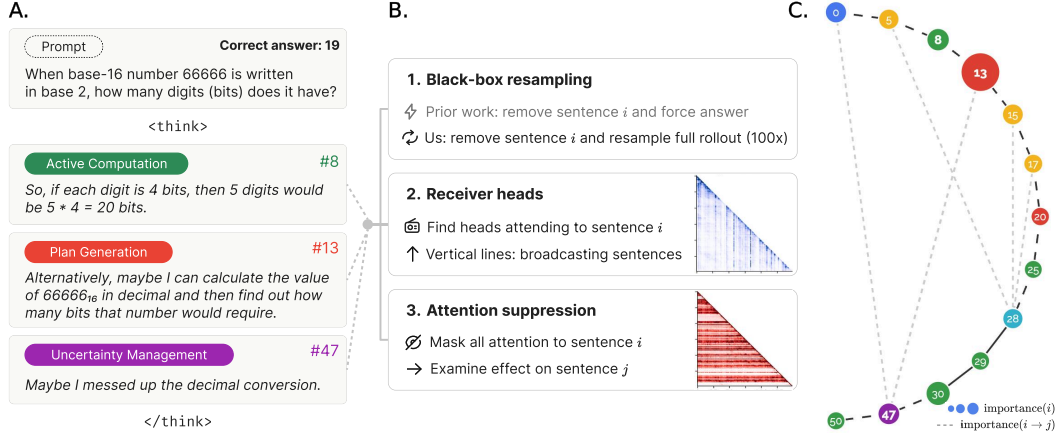 A.
Prompt
Correct answer: 19
When base-16 number 66666 is written
in base 2, how many digits (bits) does it have?
<think>
Active Computation
#8
So, if each digit is 4 bits, then 5 digits would
be 5 * 4 = 20 bits.
Plan Generation
#13
Alternatively, maybe I can calculate the value
of 66666₁₆ in decimal and then find out how
many bits that number would require.
Uncertainty Management
#47
Maybe I messed up the decimal conversion.
</think>
B.
1. Black-box resampling
Prior work: remove sentence i and force answer
Us: remove sentence i and resample full rollout (100x)
2. Receiver heads
Find heads attending to sentence i
Vertical lines: broadcasting sentences
3. Attention suppression
Mask all attention to sentence i
Examine effect on sentence j
C.
0
5
8
13
15
17
20
25
28
29
30
47
50
importance(i)
importance(i → j)